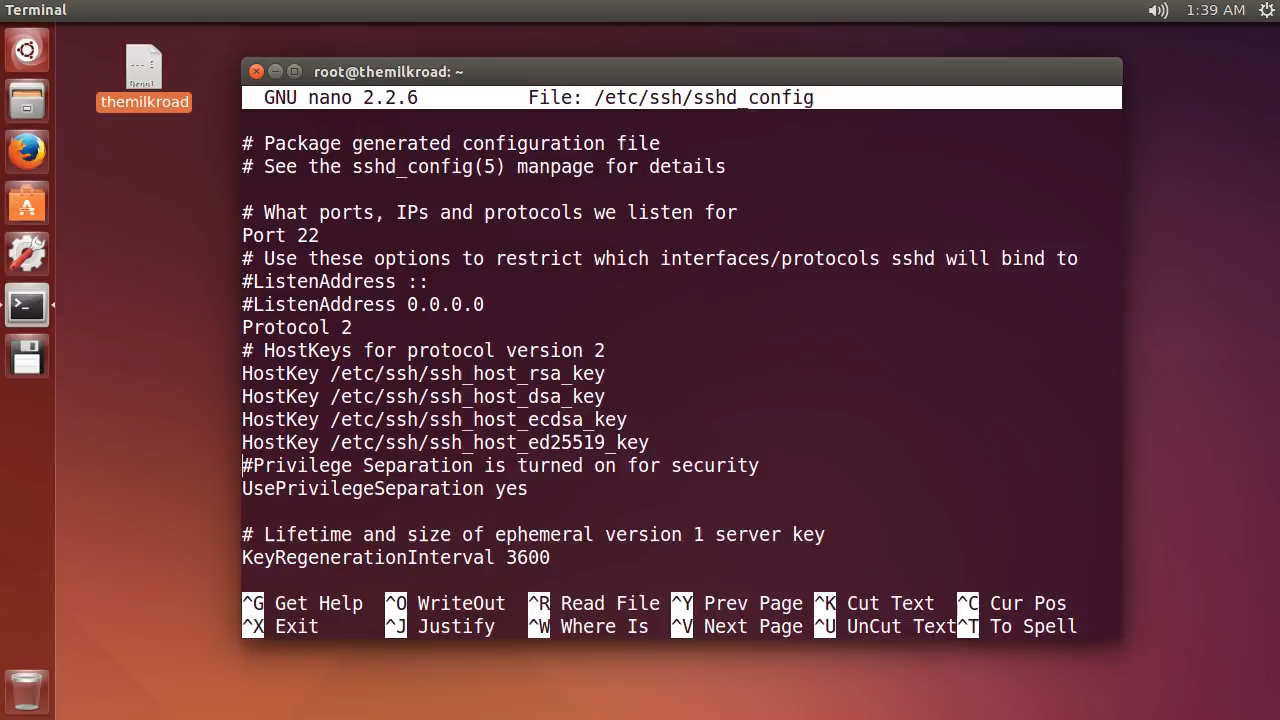 Terminal
1:39 AM
themilkroad
root@themilkroad: ~
GNU nano 2.2.6 File: /etc/ssh/sshd_config
# Package generated configuration file
# See the sshd_config(5) manpage for details
# What ports, IPs and protocols we listen for
Port 22
# Use these options to restrict which interfaces/protocols sshd will bind to
#ListenAddress ::
#ListenAddress 0.0.0.0
Protocol 2
# HostKeys for protocol version 2
HostKey /etc/ssh/ssh_host_rsa_key
HostKey /etc/ssh/ssh_host_dsa_key
HostKey /etc/ssh/ssh_host_ecdsa_key
HostKey /etc/ssh/ssh_host_ed25519_key
#Privilege Separation is turned on for security
UsePrivilegeSeparation yes
# Lifetime and size of ephemeral version 1 server key
KeyRegenerationInterval 3600
^G Get Help ^O WriteOut ^R Read File ^Y Prev Page ^K Cut Text ^C Cur Pos
^X Exit ^J Justify ^W Where Is ^V Next Page ^U UnCut Text ^T To Spell